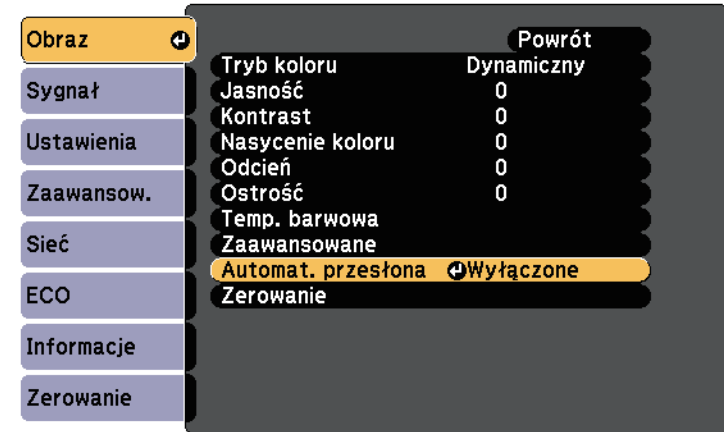 Obraz
Sygnał
Ustawienia
Zaawansow.
Sieć
ECO
Informacje
Zerowanie
Powrót
Tryb koloru Dynamiczny
Jasność 0
Kontrast 0
Nasycenie koloru 0
Odcień 0
Ostrość 0
Temp. barwowa
Zaawansowane
Automat. przesłona Wyłączone
Zerowanie